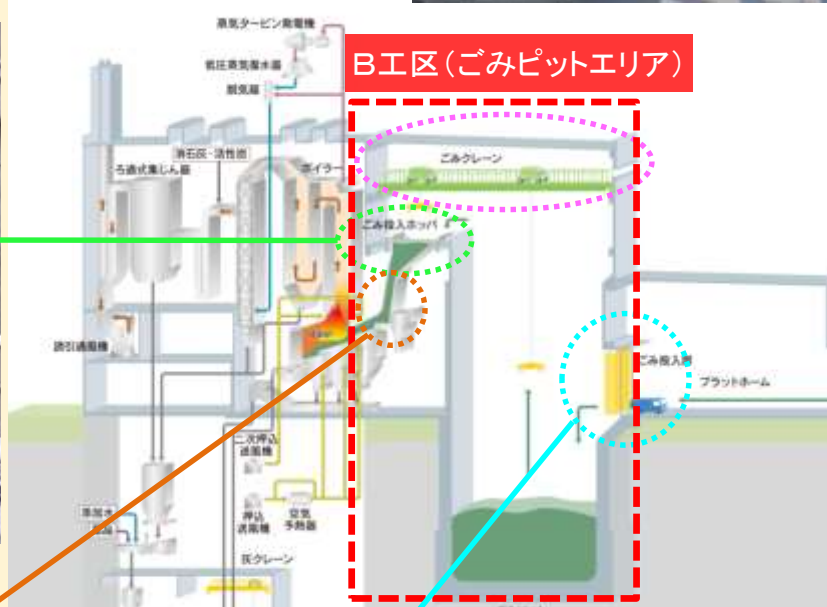 蒸気タービン発電機
B工区(ごみピットエリア)
低圧蒸気復水器
脱気器
消石灰・活性炭
ろ過式集じん器
ボイラー
ごみクレーン
ごみ投入ホッパ
誘引通風機
ごみ投入扉
プラットホーム
二次押込
送風機
押込
送風機
空気
予熱器
灰クレーン